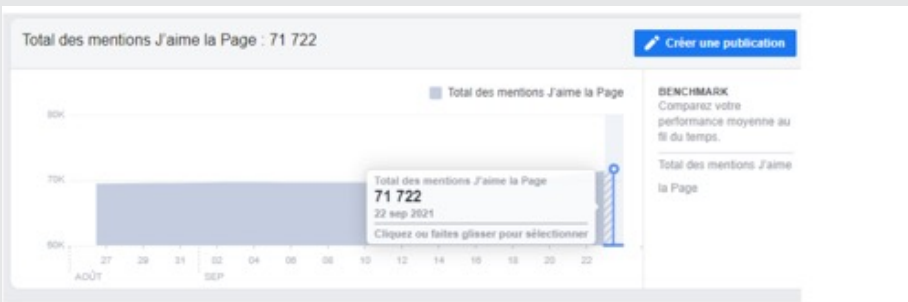 Total des mentions J'aime la Page : 71 722
Créer une publication
Total des mentions J'aime la Page
BENCHMARK
Comparez votre
performance moyenne au
fil du temps.
Total des mentions J'aime
la Page
80K
70K
60K
Total des mentions J'aime la Page
71 722
22 sep 2021
Cliquez ou faites glisser pour sélectionner
27 29 31 02 04 06 08 10 12 14 16 18 20 22
AOÛT SEP